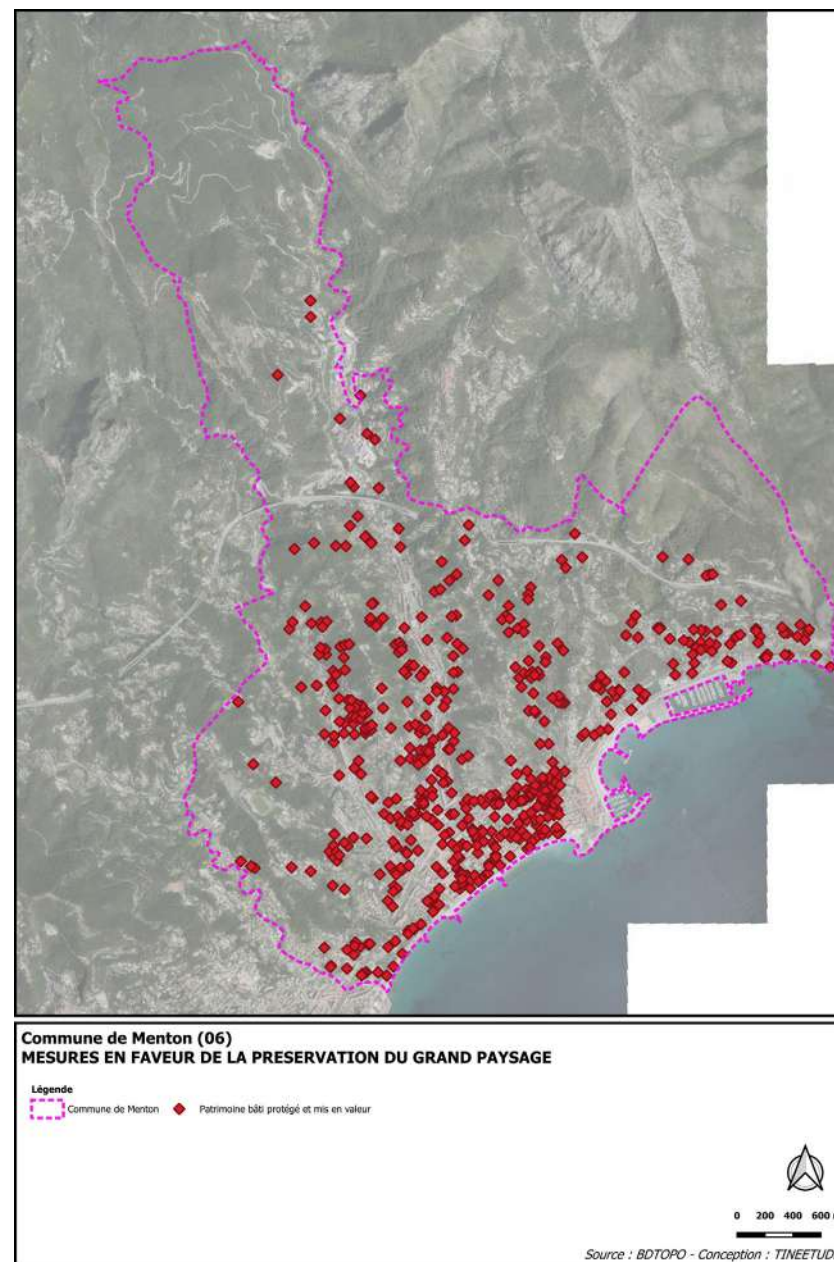 Commune de Menton (06)
MESURES EN FAVEUR DE LA PRESERVATION DU GRAND PAYSAGE
Légende
Commune de Menton Patrimoine bâti protégé et mis en valeur
0 200 400 600
Source : BDTOPO - Conception : TINEETUD